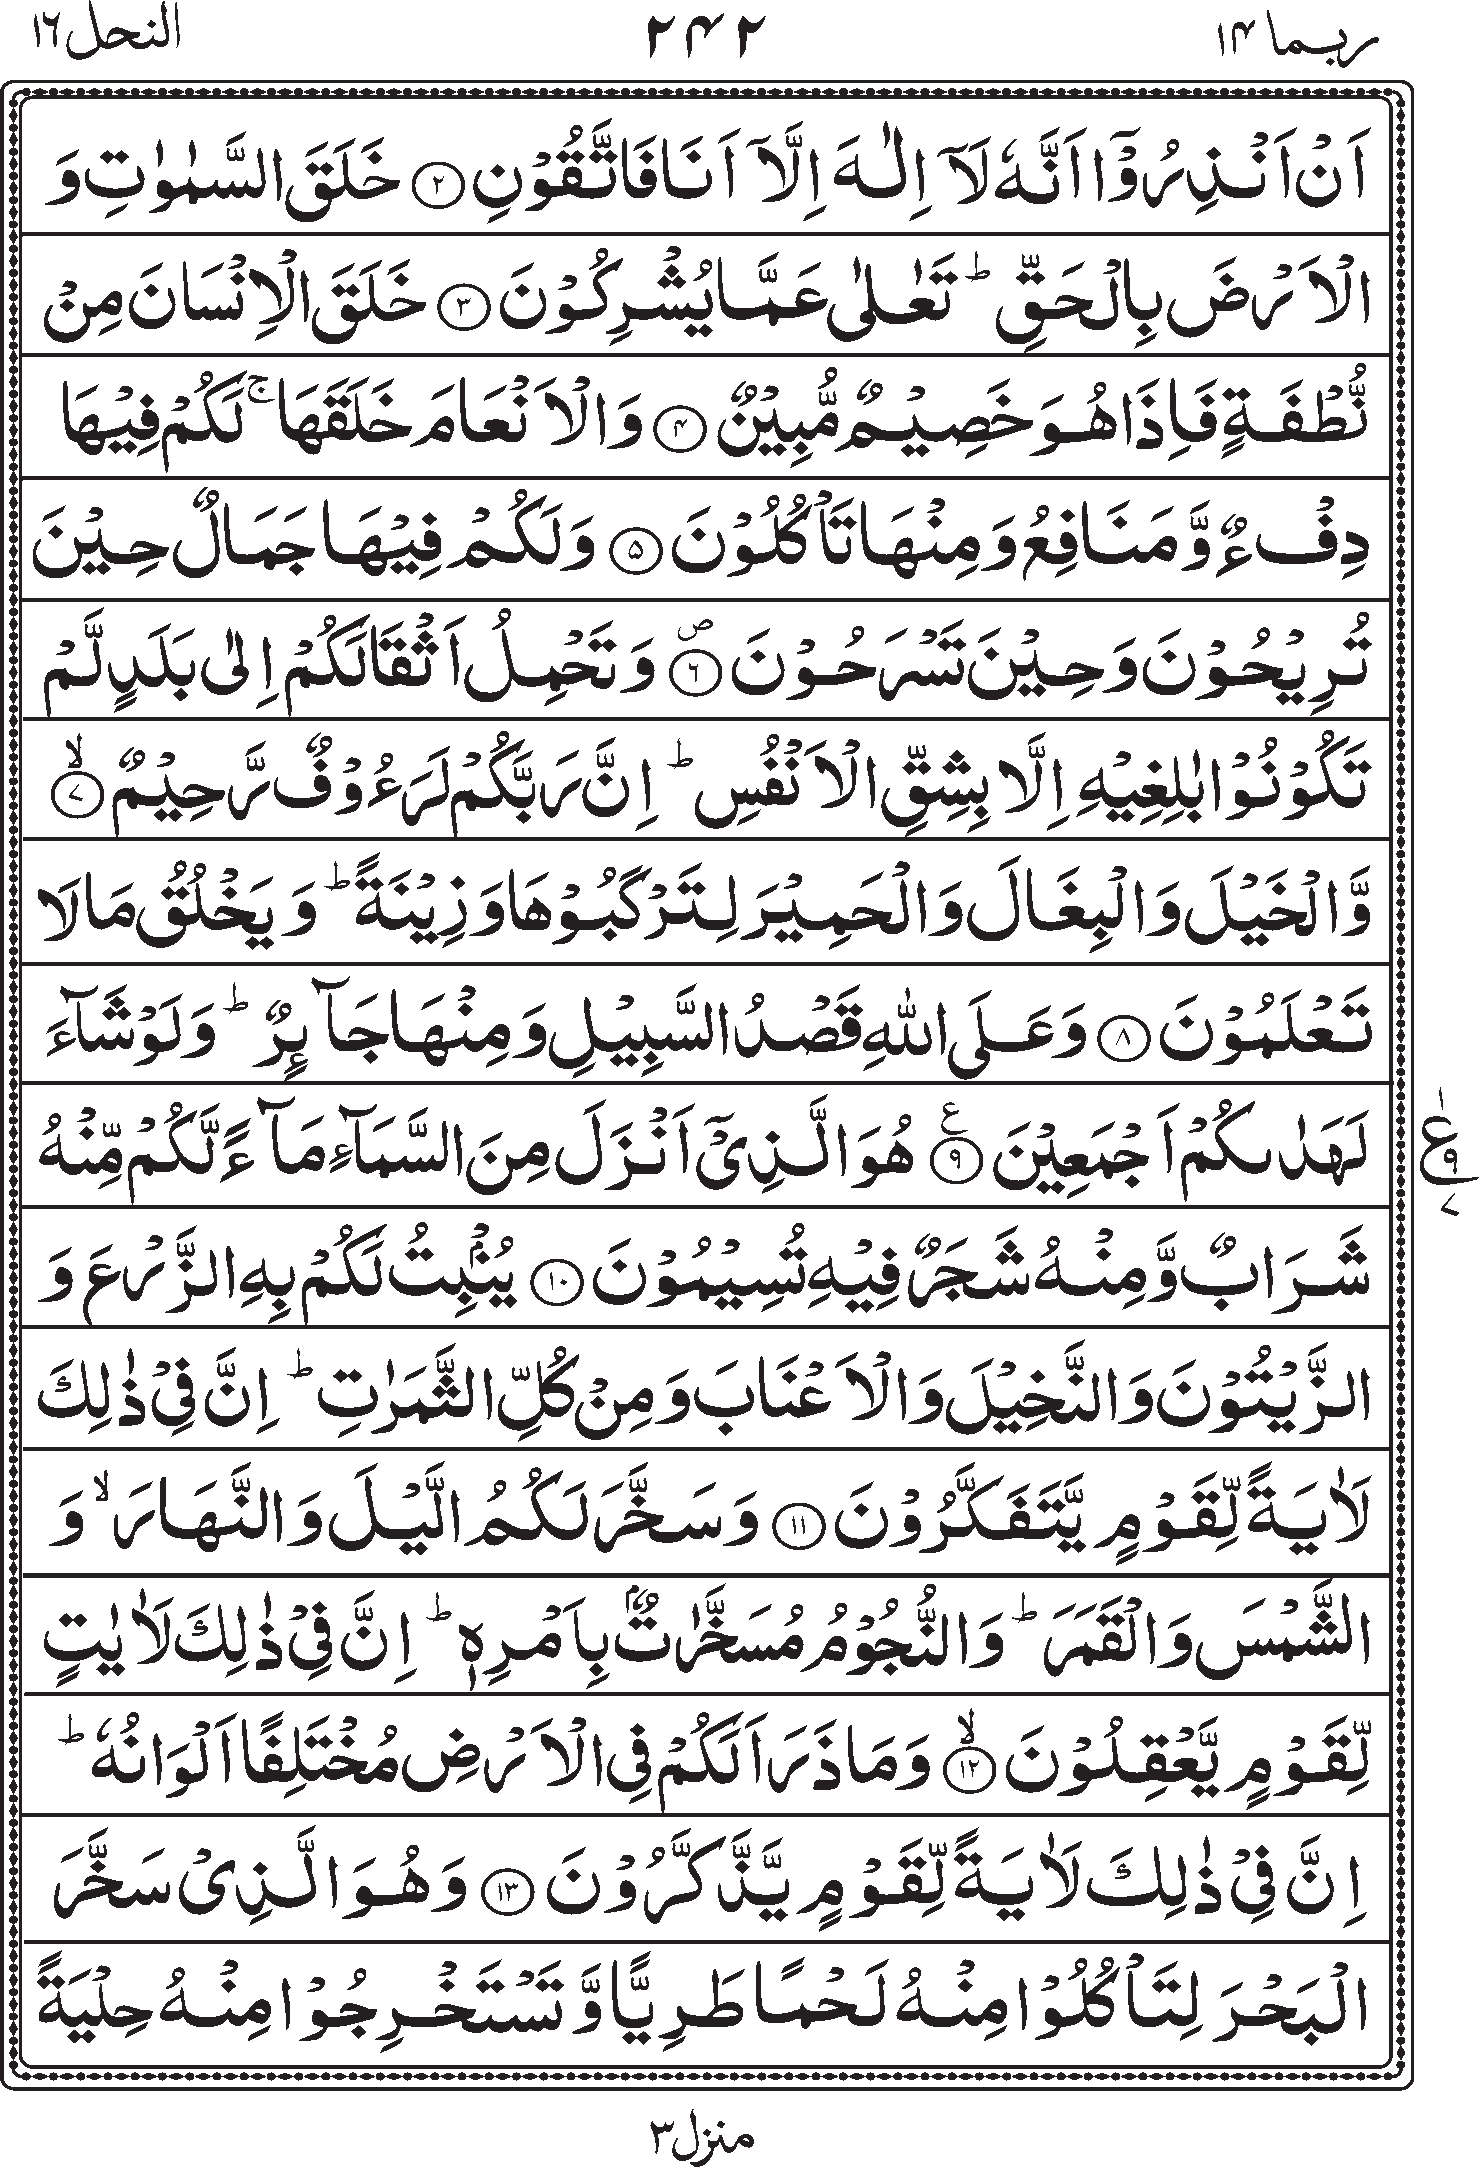 ربما ١٤ ٢٤٢ النحل ١٦
اَنْ اَنْذِرُوْۤا اَنَّهٗ لَاۤ اِلٰهَ اِلَّاۤ اَنَا فَاتَّقُوْنِ ٢ خَلَقَ السَّمٰوٰتِ وَ
الْاَرْضَ بِالْحَقِّ ؕ تَعٰلٰى عَمَّا يُشْرِكُوْنَ ٣ خَلَقَ الْاِنْسَانَ مِنْ
نُّطْفَةٍ فَاِذَا هُوَ خَصِيْمٌ مُّبِيْنٌ ٤ وَالْاَنْعَامَ خَلَقَهَا ۚ لَكُمْ فِيْهَا
دِفْءٌ وَّمَنَافِعُ وَمِنْهَا تَاْكُلُوْنَ ٥ وَلَكُمْ فِيْهَا جَمَالٌ حِيْنَ
تُرِيْحُوْنَ وَحِيْنَ تَسْرَحُوْنَ ٦ ص وَتَحْمِلُ اَثْقَالَكُمْ اِلٰى بَلَدٍ لَّمْ
تَكُوْنُوْا بٰلِغِيْهِ اِلَّا بِشِقِّ الْاَنْفُسِ ؕ اِنَّ رَبَّكُمْ لَرَءُوْفٌ رَّحِيْمٌ ٧ ۙ
وَّالْخَيْلَ وَالْبِغَالَ وَالْحَمِيْرَ لِتَرْكَبُوْهَا وَزِيْنَةً ؕ وَيَخْلُقُ مَا لَا
تَعْلَمُوْنَ ٨ وَعَلَى اللّٰهِ قَصْدُ السَّبِيْلِ وَمِنْهَا جَآىِٕرٌ ؕ وَلَوْ شَآءَ
لَهَدٰىكُمْ اَجْمَعِيْنَ ٩ ع هُوَ الَّذِيْۤ اَنْزَلَ مِنَ السَّمَآءِ مَآءً لَّكُمْ مِّنْهُ
١ ع ٩ ٧
شَرَابٌ وَّمِنْهُ شَجَرٌ فِيْهِ تُسِيْمُوْنَ ١٠ يُنْۢبِتُ لَكُمْ بِهِ الزَّرْعَ وَ
الزَّيْتُوْنَ وَالنَّخِيْلَ وَالْاَعْنَابَ وَمِنْ كُلِّ الثَّمَرٰتِ ؕ اِنَّ فِيْ ذٰلِكَ
لَاٰيَةً لِّقَوْمٍ يَّتَفَكَّرُوْنَ ١١ وَسَخَّرَ لَكُمُ الَّيْلَ وَالنَّهَارَ ۙ وَ
الشَّمْسَ وَالْقَمَرَ ؕ وَالنُّجُوْمُ مُسَخَّرٰتٌۢ بِاَمْرِهٖ ؕ اِنَّ فِيْ ذٰلِكَ لَاٰيٰتٍ
لِّقَوْمٍ يَّعْقِلُوْنَ ١٢ ۙ وَمَا ذَرَاَ لَكُمْ فِى الْاَرْضِ مُخْتَلِفًا اَلْوَانُهٗ ؕ
اِنَّ فِيْ ذٰلِكَ لَاٰيَةً لِّقَوْمٍ يَّذَّكَّرُوْنَ ١٣ وَهُوَ الَّذِيْ سَخَّرَ
الْبَحْرَ لِتَاْكُلُوْا مِنْهُ لَحْمًا طَرِيًّا وَّتَسْتَخْرِجُوْا مِنْهُ حِلْيَةً
منزل ٣